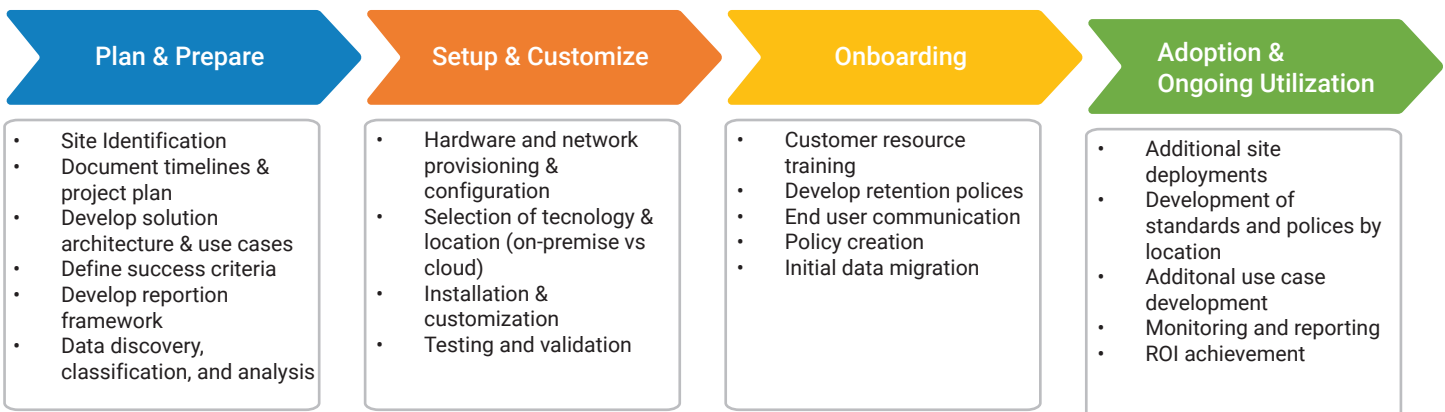 Plan & Prepare
• Site Identification
• Document timelines &
project plan
• Develop solution
architecture & use cases
• Define success criteria
• Develop reportion
framework
• Data discovery,
classification, and analysis
Setup & Customize
• Hardware and network
provisioning &
configuration
• Selection of tecnology &
location (on-premise vs
cloud)
• Installation &
customization
• Testing and validation
Onboarding
• Customer resource
training
• Develop retention polices
• End user communication
• Policy creation
• Initial data migration
Adoption &
Ongoing Utilization
• Additional site
deployments
• Development of
standards and polices by
location
• Additonal use case
development
• Monitoring and reporting
• ROI achievement